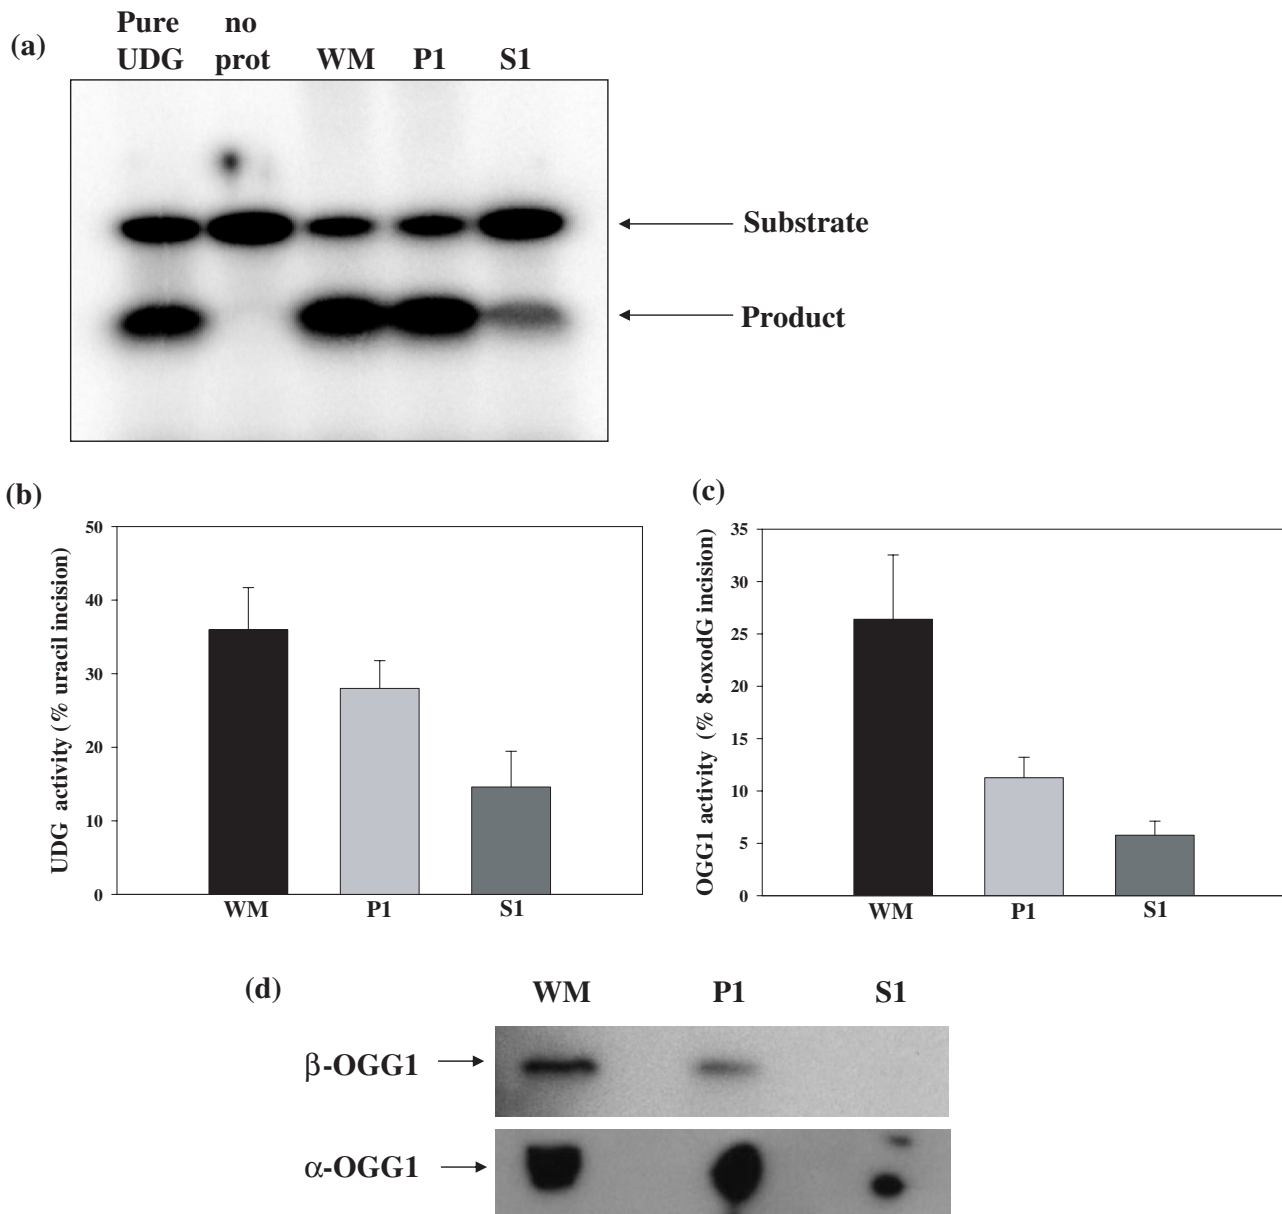 (a)
Pure UDG
no prot
WM
P1
S1
Substrate
Product
(b)
UDG activity (% uracil incision)
50
40
30
20
10
0
WM
P1
S1
(c)
OGG1 activity (% 8-oxodG incision)
35
30
25
20
15
10
5
0
WM
P1
S1
(d)
WM
P1
S1
β-OGG1
α-OGG1